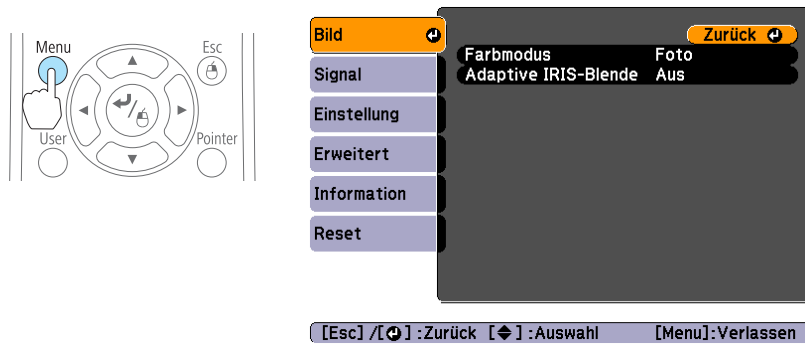 Menu
Esc
User
Pointer
Bild
Signal
Einstellung
Erweitert
Information
Reset
Zurück
Farbmodus Foto
Adaptive IRIS-Blende Aus
[Esc] /[ ] :Zurück [ ] :Auswahl [Menu]:Verlassen